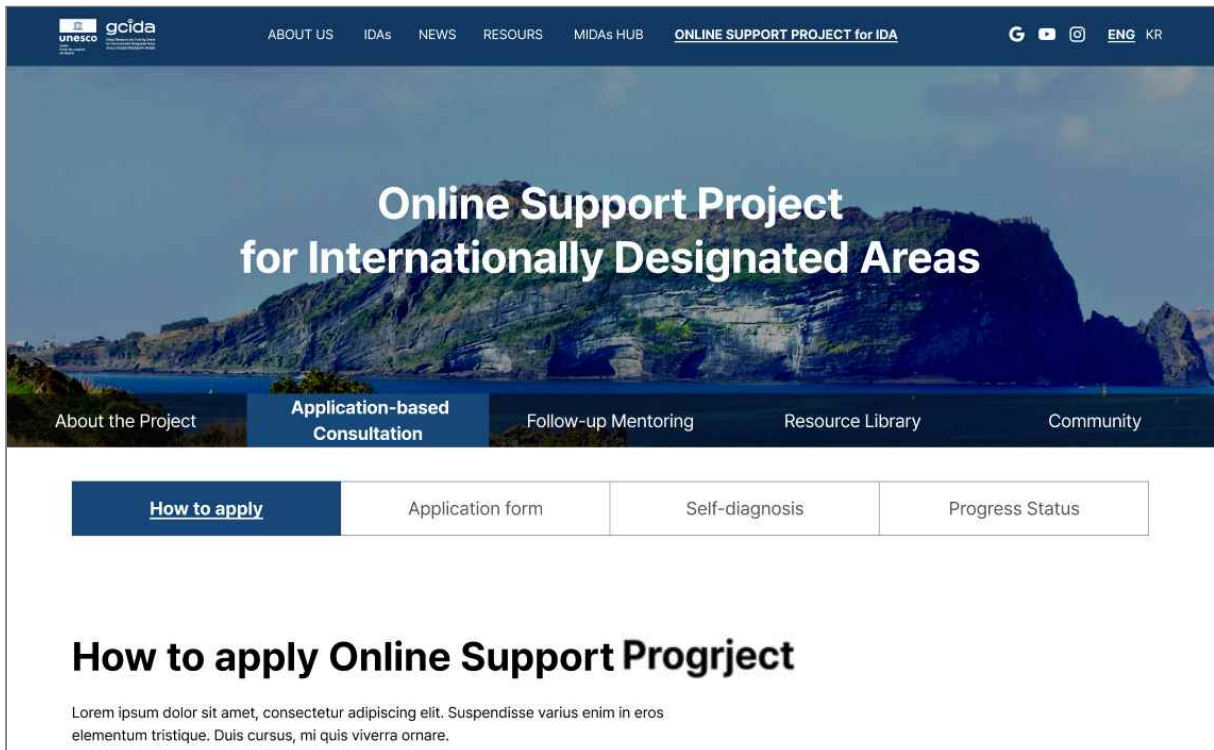 unesco
gcida
ABOUT US IDAs NEWS RESOURS MIDAs HUB ONLINE SUPPORT PROJECT for IDA G ENG KR
Online Support Project
for Internationally Designated Areas
About the Project
Application-based
Consultation
Follow-up Mentoring
Resource Library
Community
How to apply
Application form
Self-diagnosis
Progress Status
How to apply Online Support Progrject
Lorem ipsum dolor sit amet, consectetur adipiscing elit. Suspendisse varius enim in eros
elementum tristique. Duis cursus, mi quis viverra ornare.